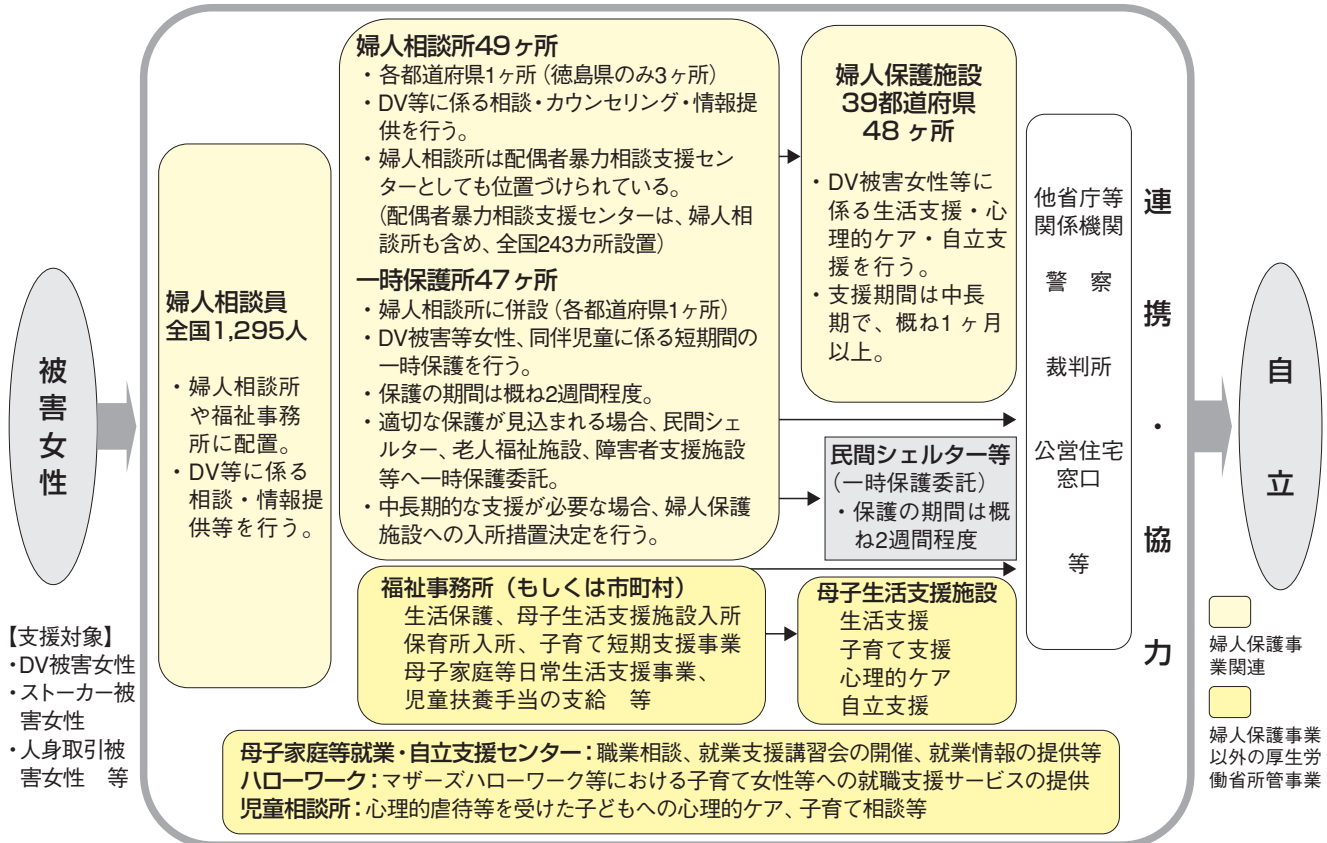 被害女性
【支援対象】
・DV被害女性
・ストーカー被
害女性
・人身取引被
害女性　等
婦人相談員
全国1,295人
・婦人相談所
や福祉事務
所に配置。
・DV等に係る
相談・情報提
供等を行う。
婦人相談所49ヶ所
・各都道府県1ヶ所（徳島県のみ3ヶ所）
・DV等に係る相談・カウンセリング・情報提
供を行う。
・婦人相談所は配偶者暴力相談支援セン
ターとしても位置づけられている。
（配偶者暴力相談支援センターは、婦人相
談所も含め、全国243カ所設置）
一時保護所47ヶ所
・婦人相談所に併設（各都道府県1ヶ所）
・DV被害等女性、同伴児童に係る短期間の
一時保護を行う。
・保護の期間は概ね2週間程度。
・適切な保護が見込まれる場合、民間シェ
ルター、老人福祉施設、障害者支援施設
等へ一時保護委託。
・中長期的な支援が必要な場合、婦人保護
施設への入所措置決定を行う。
婦人保護施設
39都道府県
48ヶ所
・DV被害女性等に
係る生活支援・心
理的ケア・自立支
援を行う。
・支援期間は中長
期で、概ね1ヶ月
以上。
民間シェルター等
（一時保護委託）
・保護の期間は概
ね2週間程度
福祉事務所（もしくは市町村）
生活保護、母子生活支援施設入所
保育所入所、子育て短期支援事業
母子家庭等日常生活支援事業、
児童扶養手当の支給　等
母子生活支援施設
生活支援
子育て支援
心理的ケア
自立支援
他省庁等
関係機関
警　察
裁判所
公営住宅
窓口
等
連携・協力
自立
母子家庭等就業・自立支援センター：職業相談、就業支援講習会の開催、就業情報の提供等
ハローワーク：マザーズハローワーク等における子育て女性等への就職支援サービスの提供
児童相談所：心理的虐待等を受けた子どもへの心理的ケア、子育て相談等
婦人保護事
業関連
婦人保護事業
以外の厚生労
働省所管事業